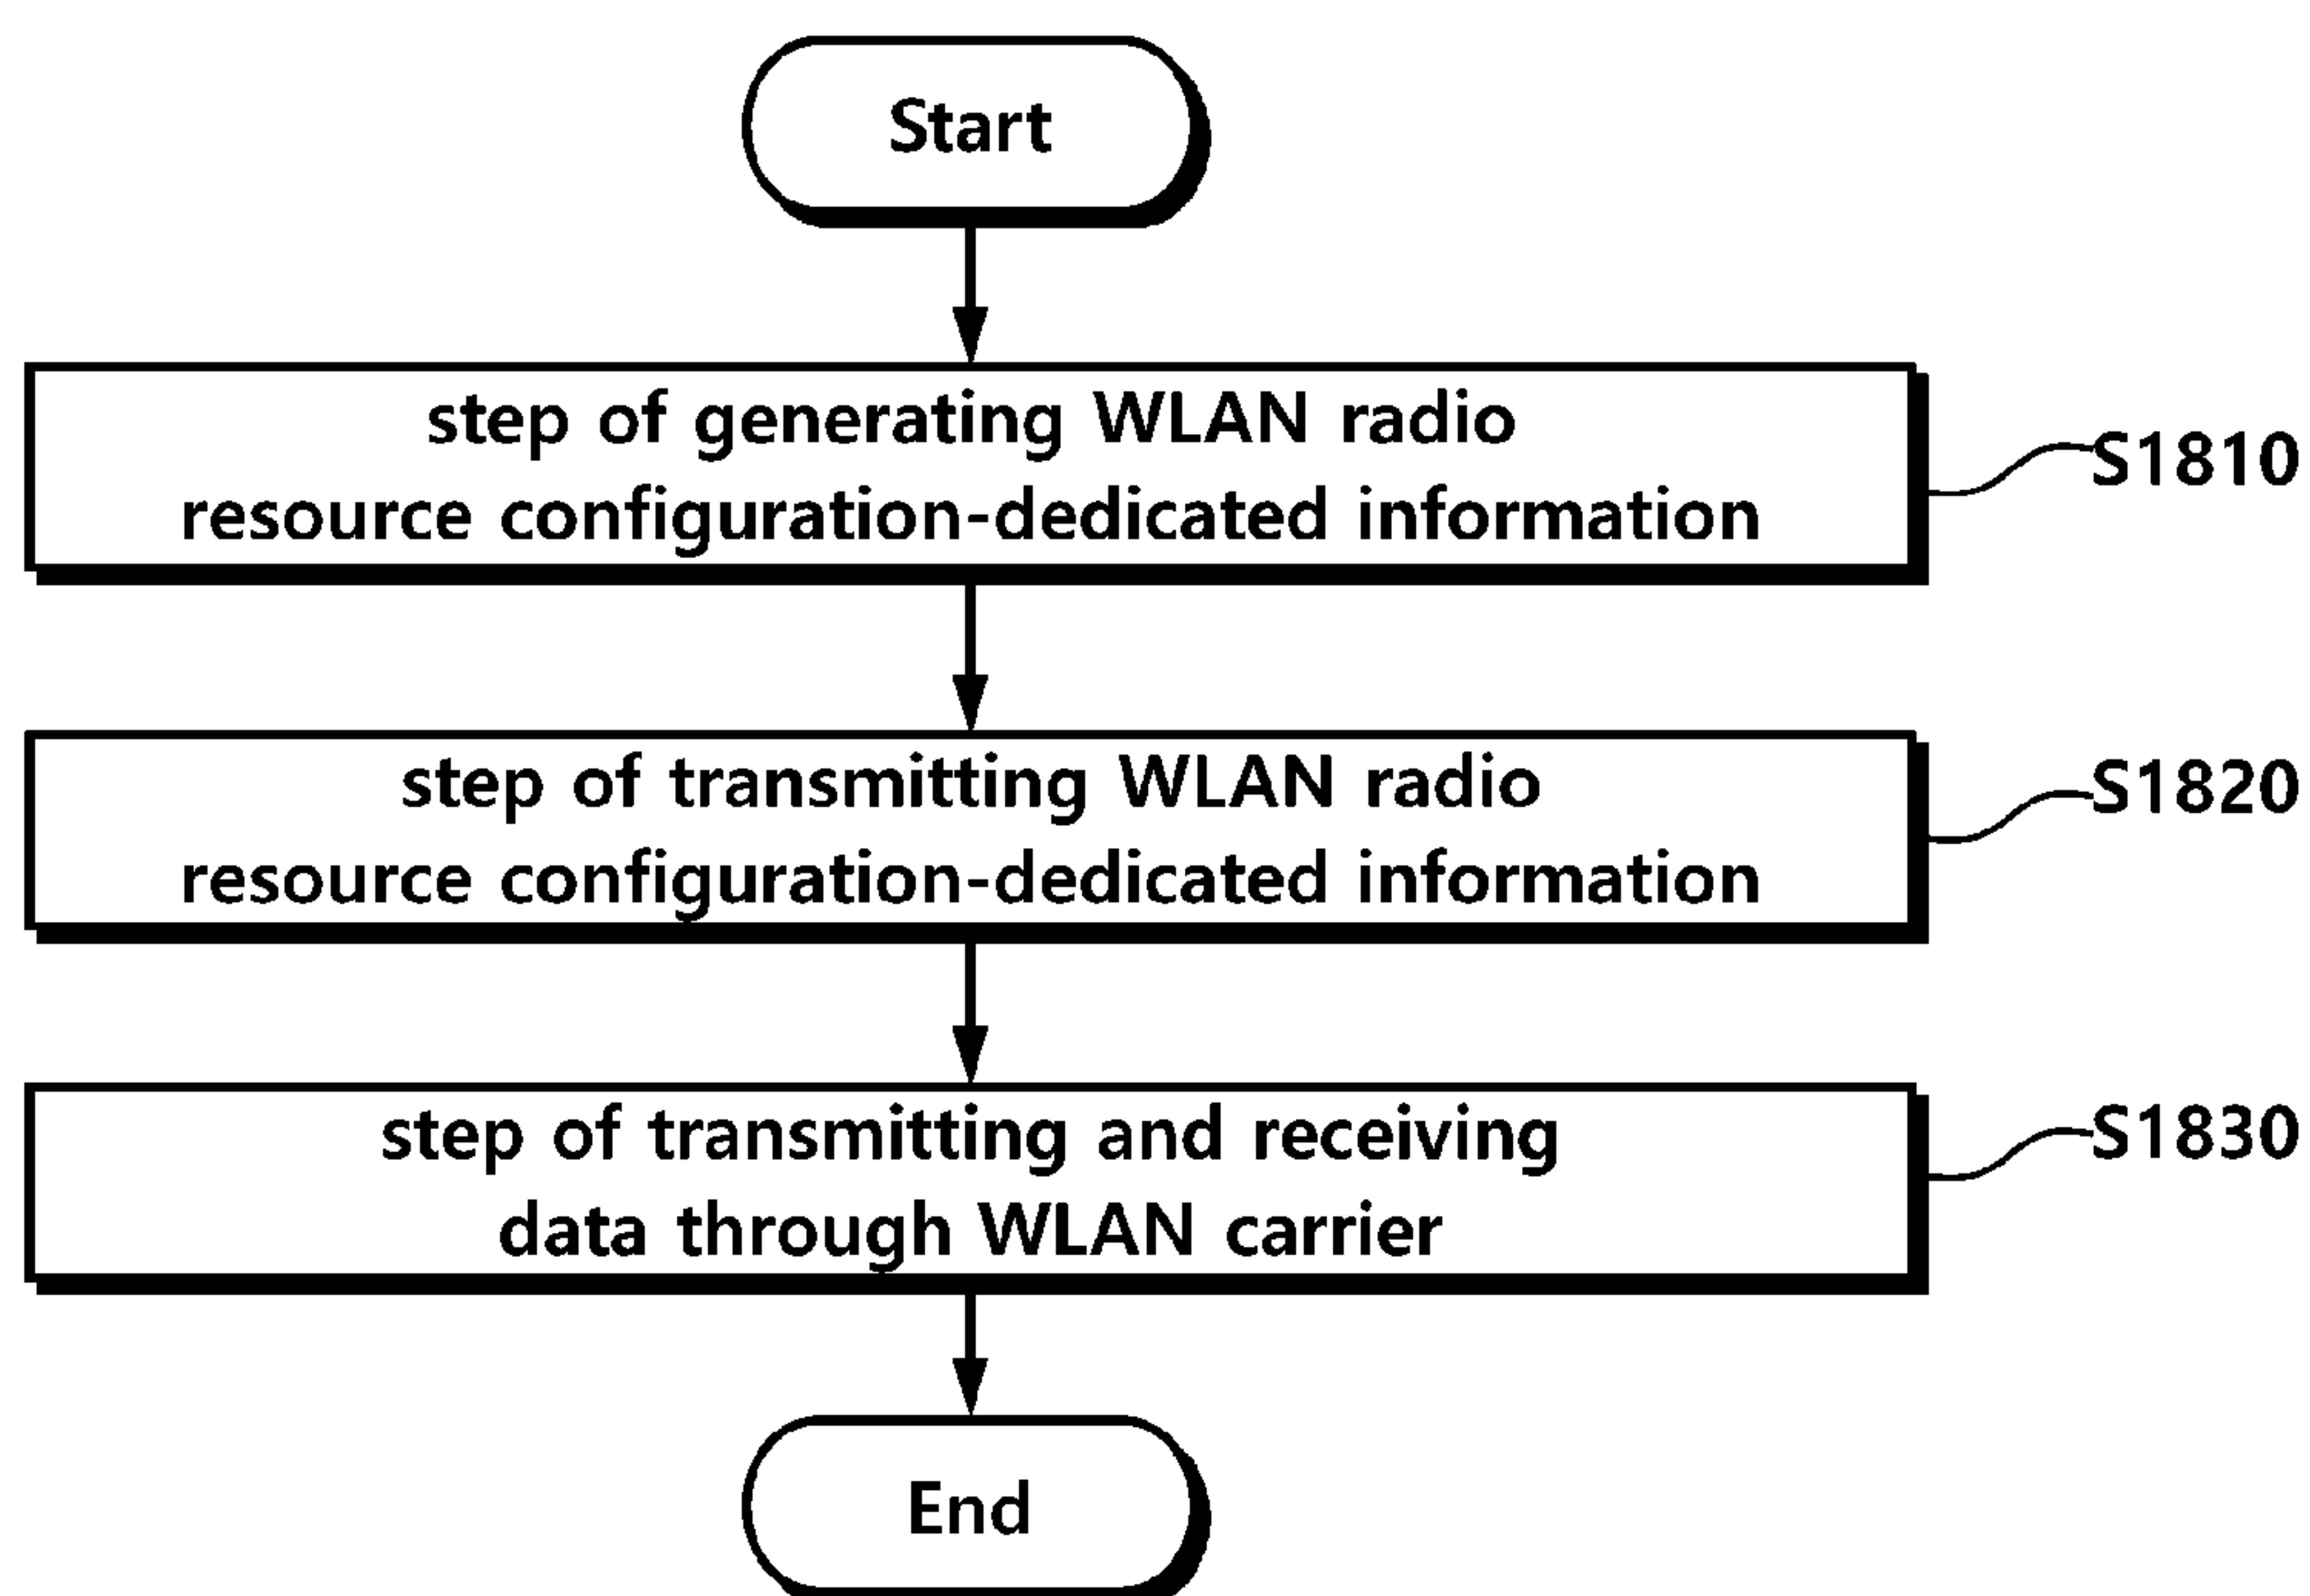 Start
step of generating WLAN radio
resource configuration-dedicated information
S1810
step of transmitting WLAN radio
resource configuration-dedicated information
S1820
step of transmitting and receiving
data through WLAN carrier
S1830
End